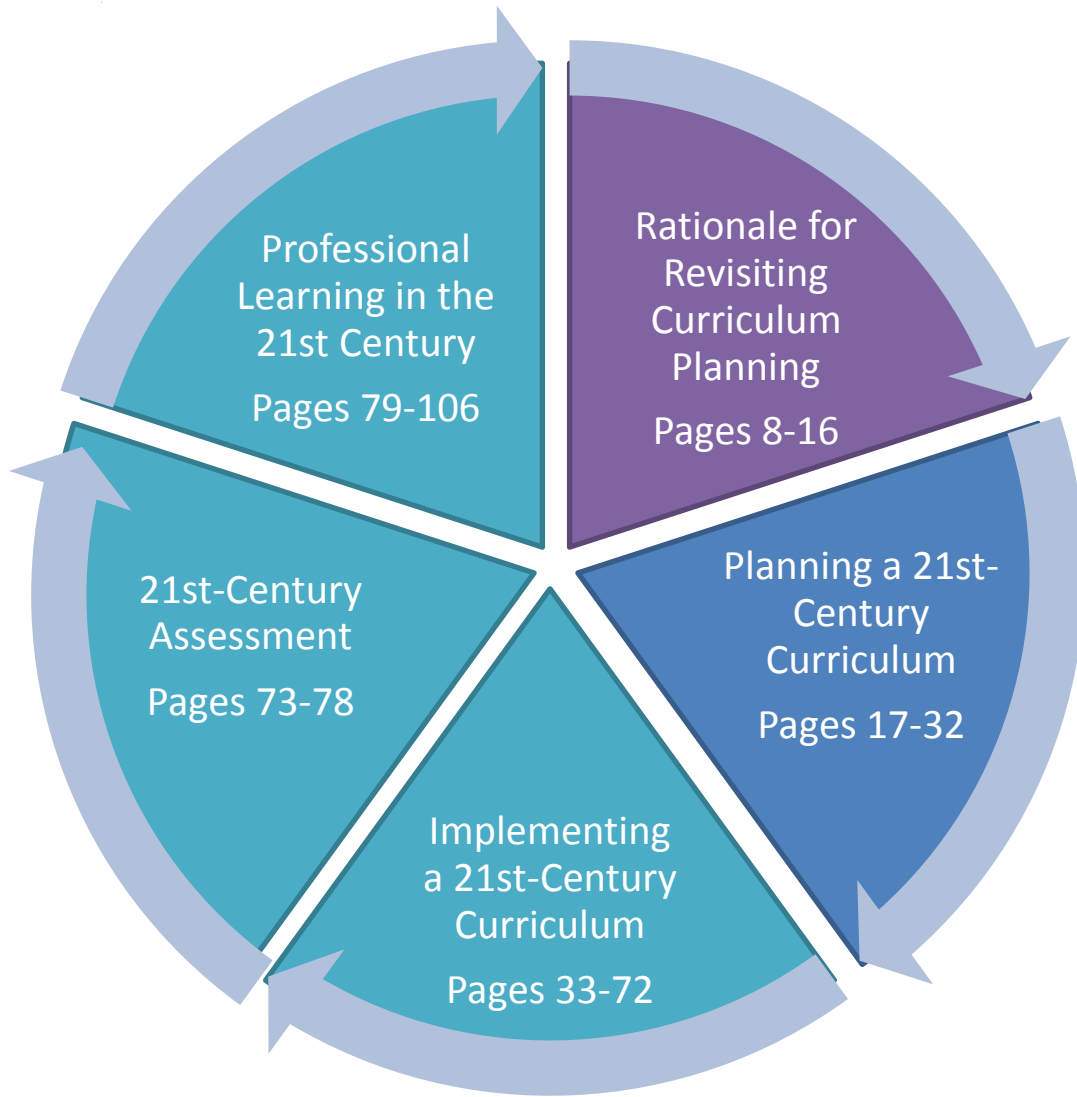 Rationale for
Revisiting
Curriculum
Planning
Pages 8-16
Planning a 21st-
Century
Curriculum
Pages 17-32
Implementing
a 21st-Century
Curriculum
Pages 33-72
21st-Century
Assessment
Pages 73-78
Professional
Learning in the
21st Century
Pages 79-106